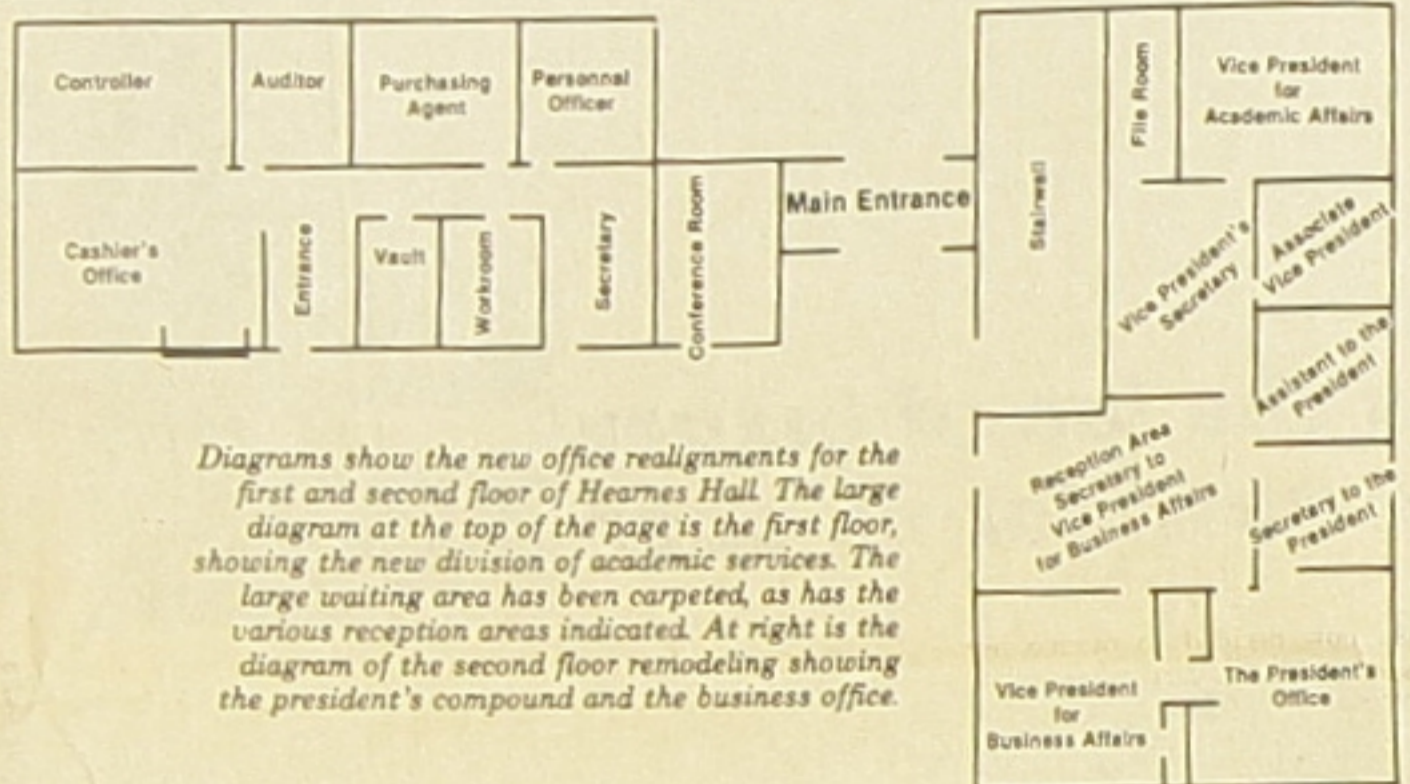 Controller
Auditor
Purchasing
Agent
Personnal
Officer
Cashier's
Office
Entrance
Vault
Workroom
Secretary
Conference Room
Main Entrance
Stairwell
File Room
Vice President
for
Academic Affairs
Vice President's
Secretary
Associate
Vice President
Assistant to the
President
Reception Area
Secretary to
Vice President
for Business Affairs
Secretary to the
President
Vice President
for
Business Affairs
The President's
Office
Diagrams show the new office realignments for the
first and second floor of Hearnes Hall. The large
diagram at the top of the page is the first floor,
showing the new division of academic services. The
large waiting area has been carpeted, as has the
various reception areas indicated. At right is the
diagram of the second floor remodeling showing
the president's compound and the business office.